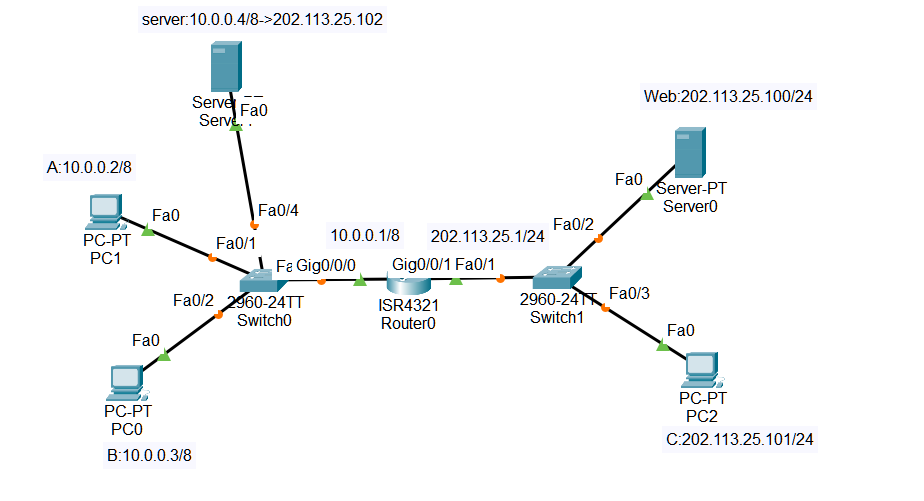 server:10.0.0.4/8->202.113.25.102
Fa0
Web:202.113.25.100/24
A:10.0.0.2/8
Fa0
Server-PT
Server0
Fa0
PC-PT
PC1
Fa0/4
Fa0/1
10.0.0.1/8
202.113.25.1/24
Fa0/2
Gig0/0/0
Gig0/0/1
Fa0/1
Fa0/2
2960-24TT
Switch0
ISR4321
Router0
2960-24TT
Switch1
Fa0/3
Fa0
Fa0
PC-PT
PC0
PC-PT
PC2
B:10.0.0.3/8
C:202.113.25.101/24